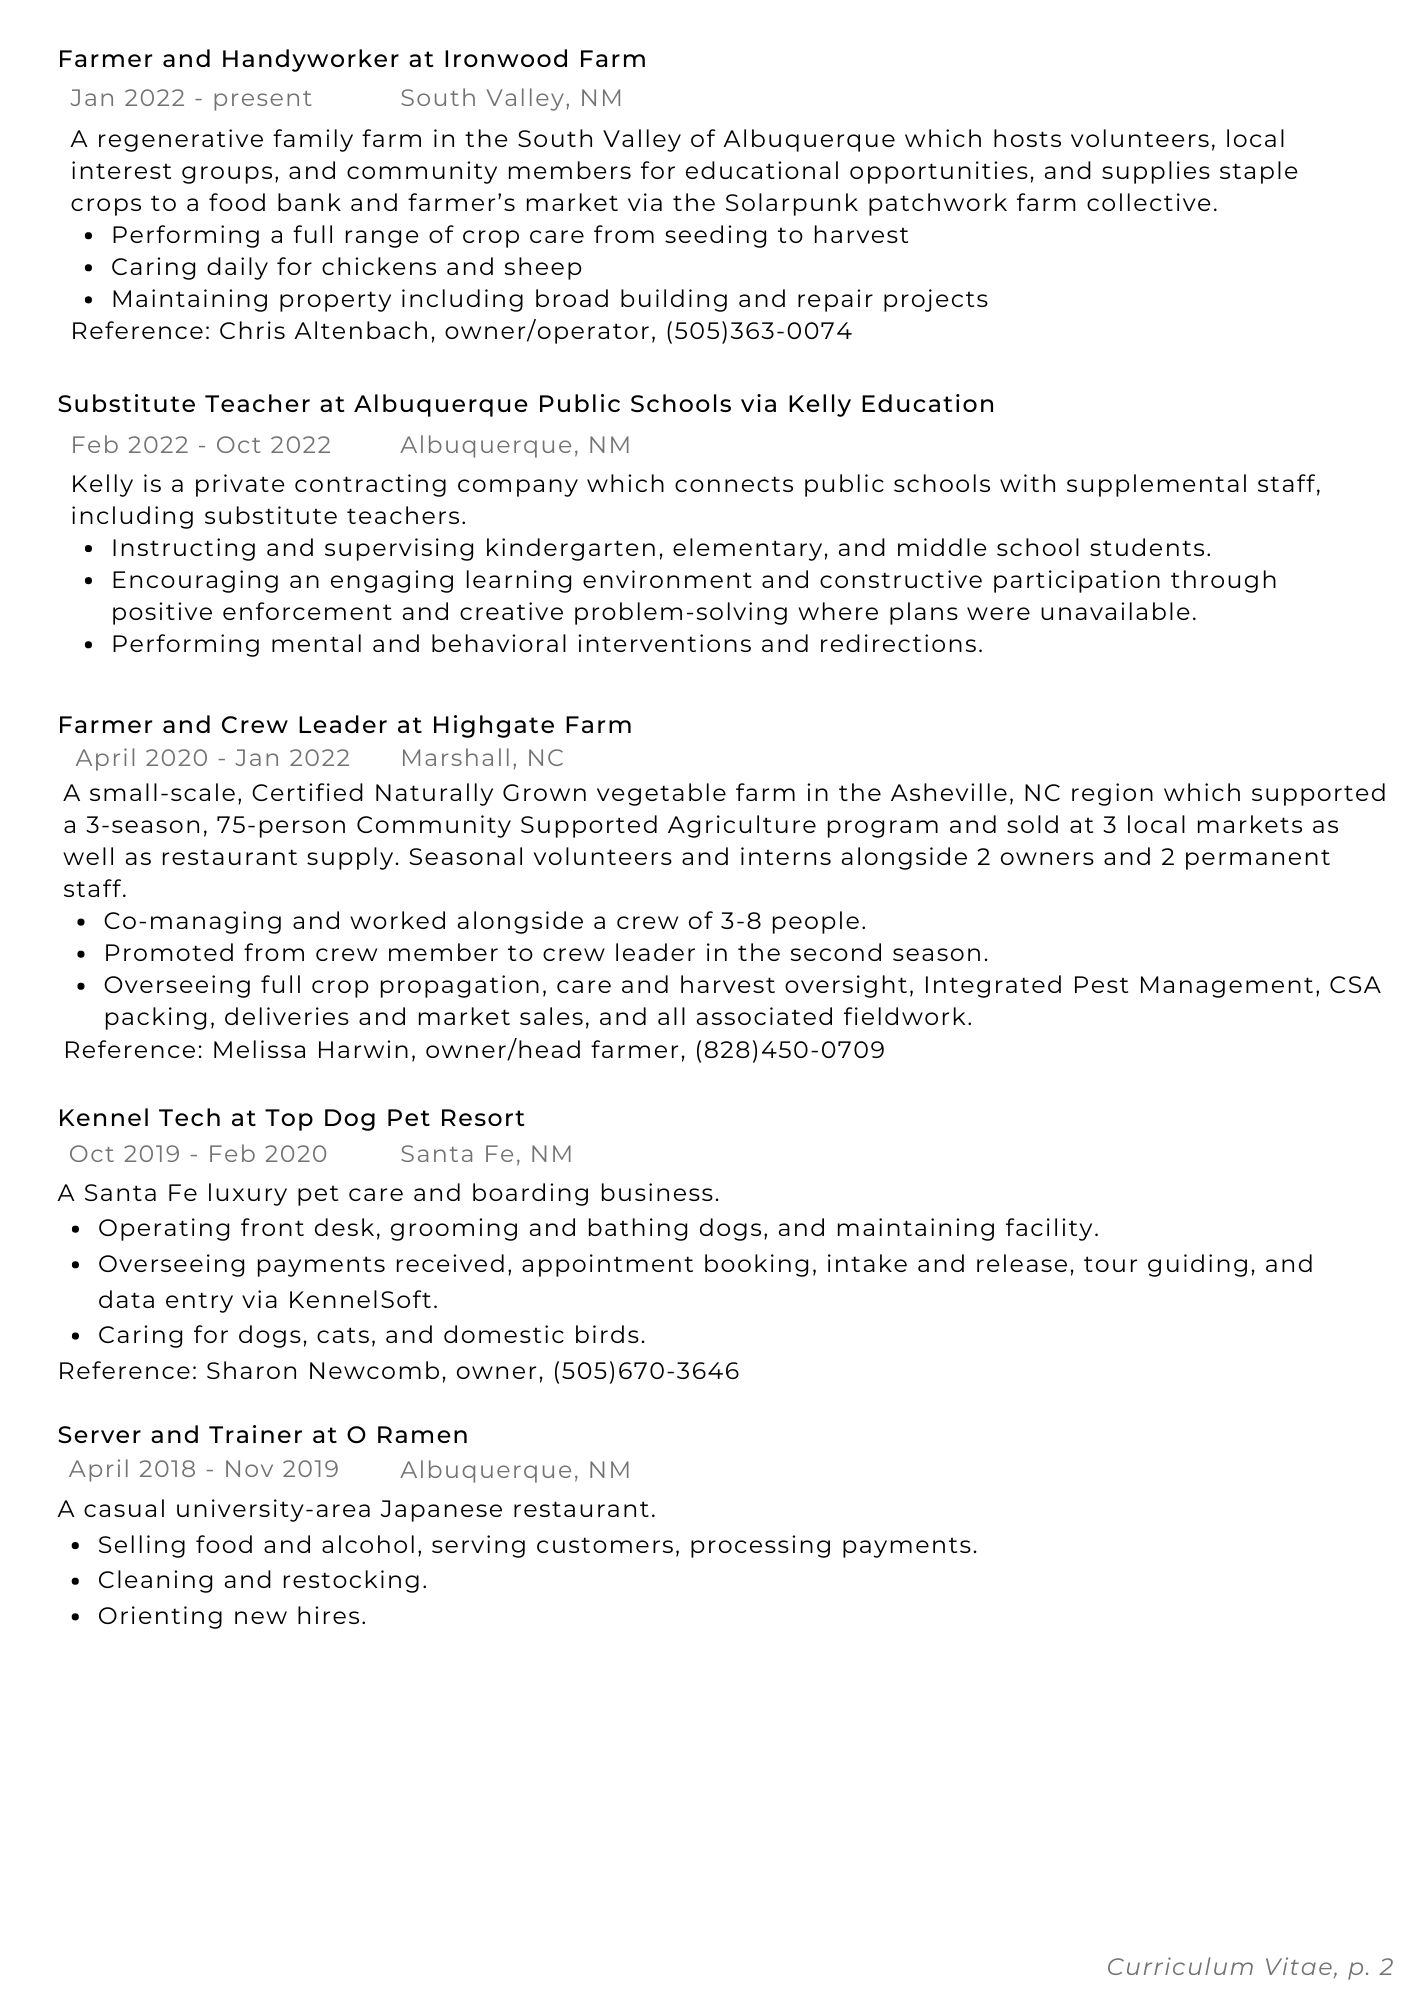 Farmer and Handyworker at Ironwood Farm
Jan 2022 - present South Valley, NM
A regenerative family farm in the South Valley of Albuquerque which hosts volunteers, local
interest groups, and community members for educational opportunities, and supplies staple
crops to a food bank and farmer’s market via the Solarpunk patchwork farm collective.
• Performing a full range of crop care from seeding to harvest
• Caring daily for chickens and sheep
• Maintaining property including broad building and repair projects
Reference: Chris Altenbach, owner/operator, (505)363-0074
Substitute Teacher at Albuquerque Public Schools via Kelly Education
Feb 2022 - Oct 2022 Albuquerque, NM
Kelly is a private contracting company which connects public schools with supplemental staff,
including substitute teachers.
• Instructing and supervising kindergarten, elementary, and middle school students.
• Encouraging an engaging learning environment and constructive participation through
positive enforcement and creative problem-solving where plans were unavailable.
• Performing mental and behavioral interventions and redirections.
Farmer and Crew Leader at Highgate Farm
April 2020 - Jan 2022 Marshall, NC
A small-scale, Certified Naturally Grown vegetable farm in the Asheville, NC region which supported
a 3-season, 75-person Community Supported Agriculture program and sold at 3 local markets as
well as restaurant supply. Seasonal volunteers and interns alongside 2 owners and 2 permanent
staff.
• Co-managing and worked alongside a crew of 3-8 people.
• Promoted from crew member to crew leader in the second season.
• Overseeing full crop propagation, care and harvest oversight, Integrated Pest Management, CSA
packing, deliveries and market sales, and all associated fieldwork.
Reference: Melissa Harwin, owner/head farmer, (828)450-0709
Kennel Tech at Top Dog Pet Resort
Oct 2019 - Feb 2020 Santa Fe, NM
A Santa Fe luxury pet care and boarding business.
• Operating front desk, grooming and bathing dogs, and maintaining facility.
• Overseeing payments received, appointment booking, intake and release, tour guiding, and
data entry via KennelSoft.
• Caring for dogs, cats, and domestic birds.
Reference: Sharon Newcomb, owner, (505)670-3646
Server and Trainer at O Ramen
April 2018 - Nov 2019 Albuquerque, NM
A casual university-area Japanese restaurant.
• Selling food and alcohol, serving customers, processing payments.
• Cleaning and restocking.
• Orienting new hires.
Curriculum Vitae, p. 2